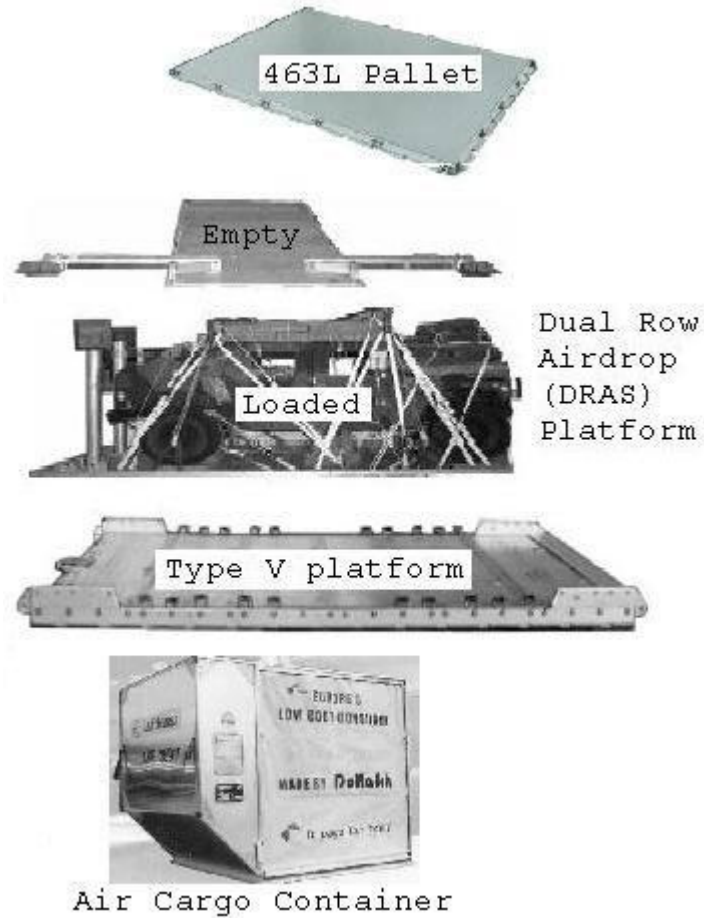 463L Pallet
Empty
Dual Row
Airdrop
(DRAS)
Platform
Loaded
Type V platform
EUROPE'S
LOW COST CONTAINER
MADE BY DoKaSch
Air Cargo Container